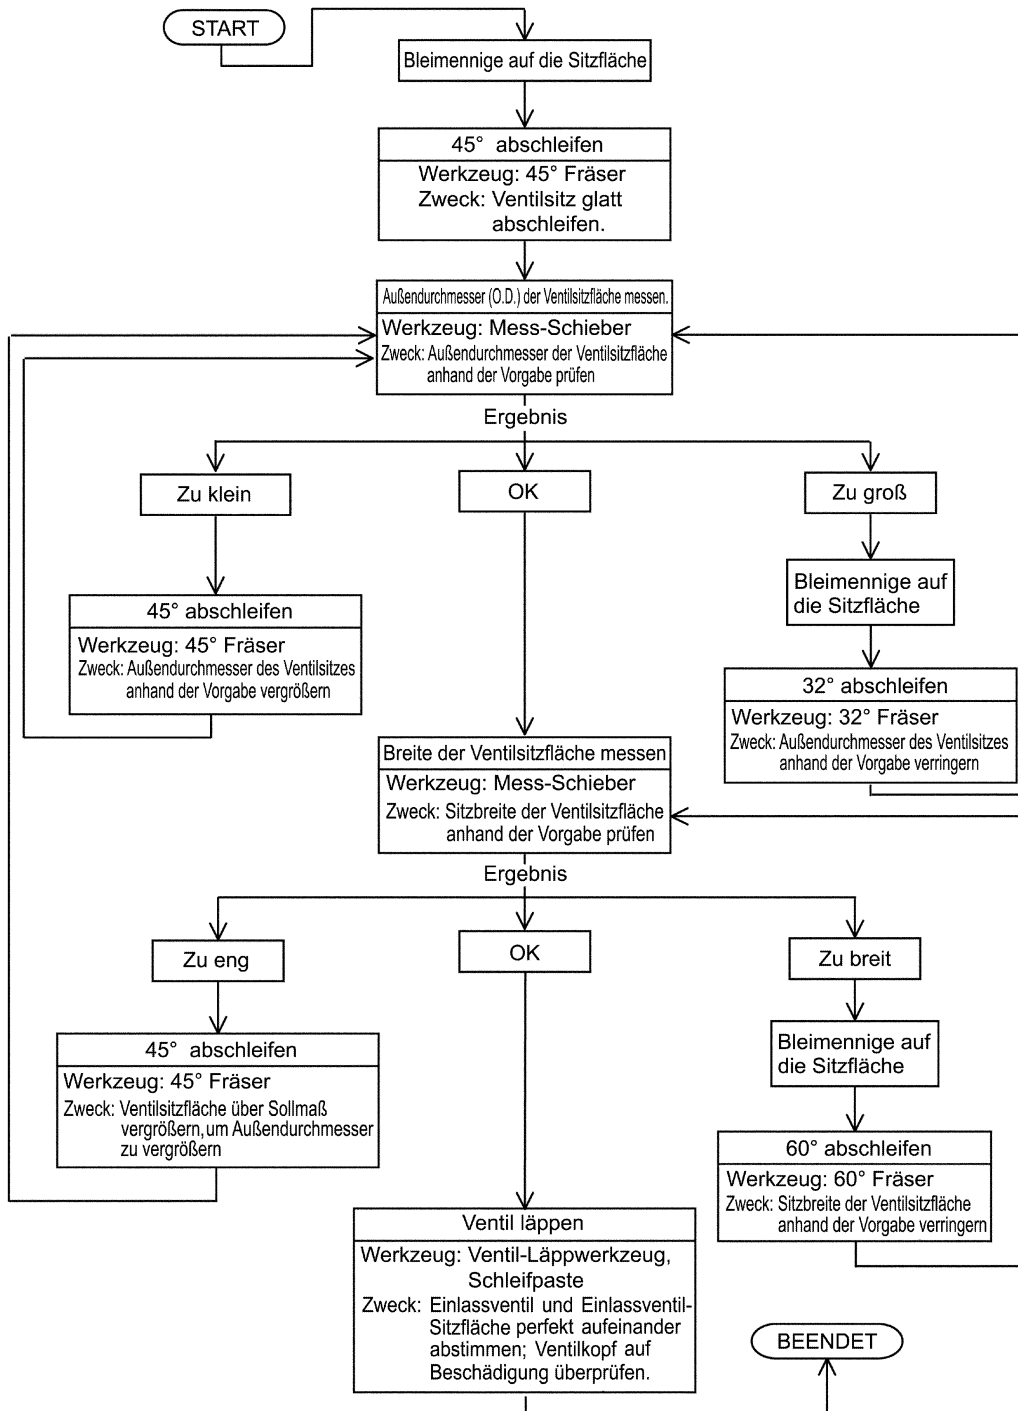 START
Bleimennige auf die Sitzfläche
45° abschleifen
Werkzeug: 45° Fräser
Zweck: Ventilsitz glatt
abschleifen.
Außendurchmesser (O.D.) der Ventilsitzfläche messen.
Werkzeug: Mess-Schieber
Zweck: Außendurchmesser der Ventilsitzfläche
anhand der Vorgabe prüfen
Ergebnis
Zu klein
OK
Zu groß
45° abschleifen
Werkzeug: 45° Fräser
Zweck: Außendurchmesser des Ventilsitzes
anhand der Vorgabe vergrößern
Bleimennige auf
die Sitzfläche
32° abschleifen
Werkzeug: 32° Fräser
Zweck: Außendurchmesser des Ventilsitzes
anhand der Vorgabe verringern
Breite der Ventilsitzfläche messen
Werkzeug: Mess-Schieber
Zweck: Sitzbreite der Ventilsitzfläche
anhand der Vorgabe prüfen
Ergebnis
Zu eng
OK
Zu breit
45° abschleifen
Werkzeug: 45° Fräser
Zweck: Ventilsitzfläche über Sollmaß
vergrößern, um Außendurchmesser
zu vergrößern
Bleimennige auf
die Sitzfläche
60° abschleifen
Werkzeug: 60° Fräser
Zweck: Sitzbreite der Ventilsitzfläche
anhand der Vorgabe verringern
Ventil läppen
Werkzeug: Ventil-Läppwerkzeug,
Schleifpaste
Zweck: Einlassventil und Einlassventil-
Sitzfläche perfekt aufeinander
abstimmen; Ventilkopf auf
Beschädigung überprüfen.
BEENDET